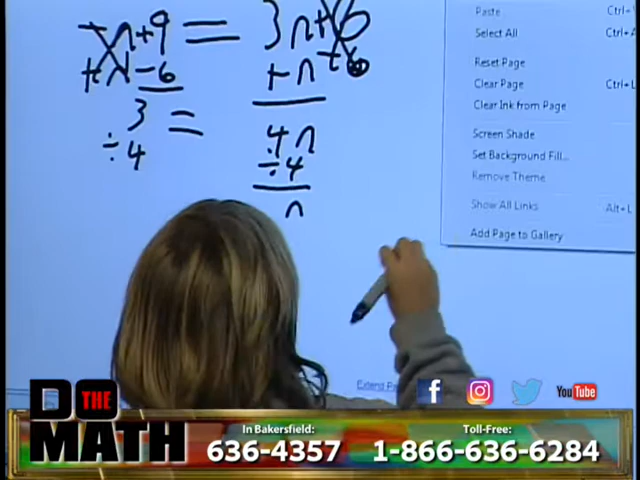 -n+9 = 3n+6
+n -6 +n -6
3 = 4n
÷4 ÷4
n
Paste Ctrl+
Select All Ctrl+
Reset Page
Clear Page Ctrl+
Clear Ink from Page
Screen Shade
Set Background Fill...
Remove Theme
Show All Links Alt+L
Add Page to Gallery
Extend Page
DO THE MATH
In Bakersfield: Toll-Free:
636-4357 1-866-636-6284
f YouTube